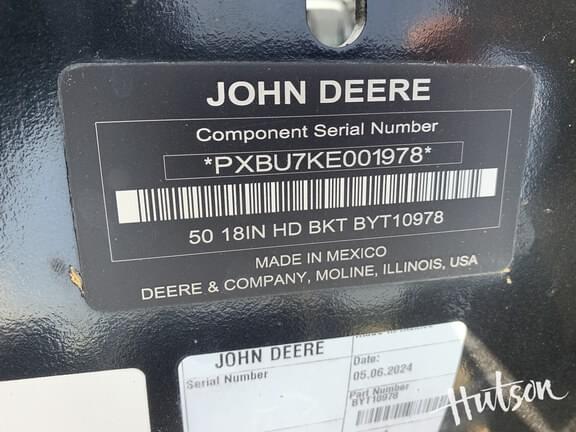 JOHN DEERE
Component Serial Number
*PXBU7KE001978*
50 18IN HD BKT BYT10978
MADE IN MEXICO
DEERE & COMPANY, MOLINE, ILLINOIS, USA
JOHN DEERE
Serial Number
Date:
05.06.2024
Part Number
BYT10978
Hutson